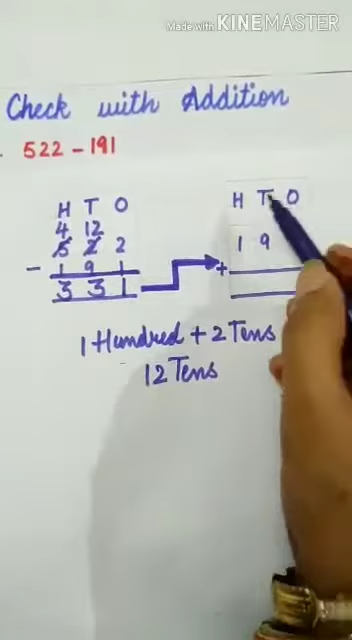 Made with KINEMASTER
Check with Addition
522 - 191
H T O
4 12
5 2 2
- 1 9 1
3 3 1
H T O
1 9
+
1 Hundred + 2 Tens
12 Tens